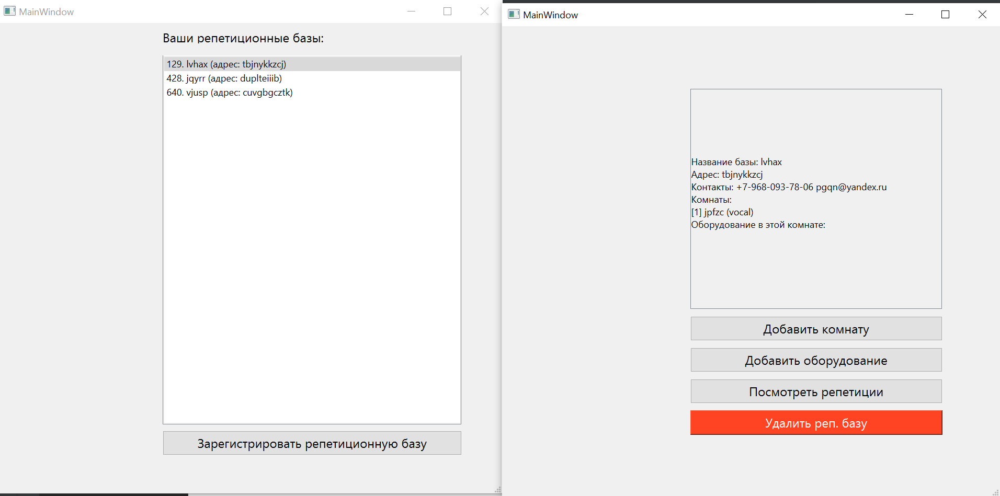 MainWindow
Ваши репетиционные базы:
129. lvhax (адрес: tbjnykkzcj)
428. jqyrr (адрес: duplteiiib)
640. vjusp (адрес: cuvgbgcztk)
Зарегистрировать репетиционную базу
MainWindow
Название базы: lvhax
Адрес: tbjnykkzcj
Контакты: +7-968-093-78-06 pgqn@yandex.ru
Комнаты:
[1] jpfzc (vocal)
Оборудование в этой комнате:
Добавить комнату
Добавить оборудование
Посмотреть репетиции
Удалить реп. базу